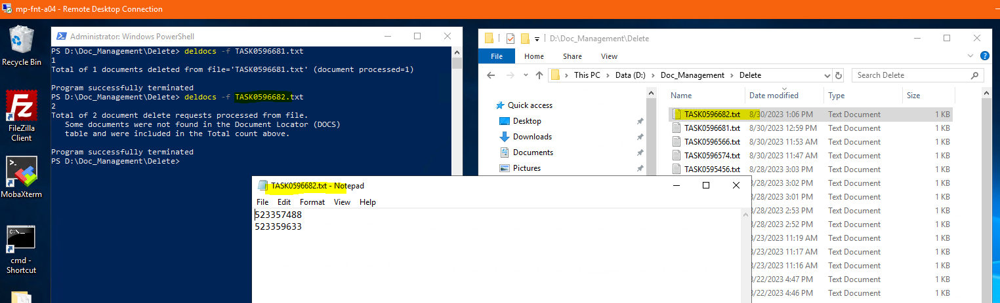 mp-fnt-a04 - Remote Desktop Connection
Recycle Bin
FileZilla
Client
MobaXterm
C:\_
cmd -
Shortcut
Administrator: Windows PowerShell
PS D:\Doc_Management\Delete> deldocs -f TASK0596681.txt
1
Total of 1 documents deleted from file='TASK0596681.txt' (document processed=1)
Program successfully terminated
PS D:\Doc_Management\Delete> deldocs -f TASK0596682.txt
2
Total of 2 document delete requests processed from file.
Some documents were not found in the Document Locator (DOCS)
table and were included in the Total count above.
Program successfully terminated
PS D:\Doc_Management\Delete>
D:\Doc_Management\Delete
File Home Share View
This PC Data (D:) Doc_Management Delete
Search Delete
Quick access
Desktop
Downloads
Documents
Pictures
Name Date modified Type Size
TASK0596682.txt 8/30/2023 1:06 PM Text Document 1 KB
TASK0596681.txt 8/30/2023 12:59 PM Text Document 1 KB
TASK0596566.txt 8/30/2023 11:53 AM Text Document 1 KB
TASK0596574.txt 8/30/2023 11:47 AM Text Document 1 KB
TASK0595456.txt 8/28/2023 3:03 PM Text Document 1 KB
/28/2023 3:02 PM Text Document 1 KB
/28/2023 3:01 PM Text Document 1 KB
/28/2023 2:53 PM Text Document 1 KB
/28/2023 2:52 PM Text Document 1 KB
/23/2023 11:19 AM Text Document 1 KB
/23/2023 11:17 AM Text Document 1 KB
/23/2023 11:16 AM Text Document 1 KB
/22/2023 4:47 PM Text Document 1 KB
/22/2023 4:46 PM Text Document 1 KB
TASK0596682.txt - Notepad
File Edit Format View Help
523357488
523359633